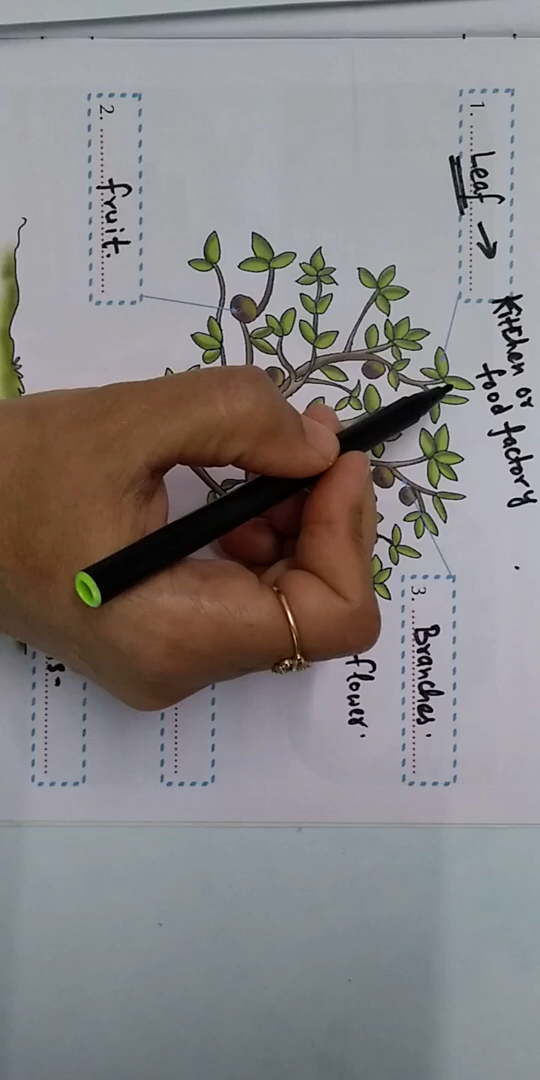 1. Leaf →
Kitchen or
food factory
2. fruit.
3. Branches.
flower.